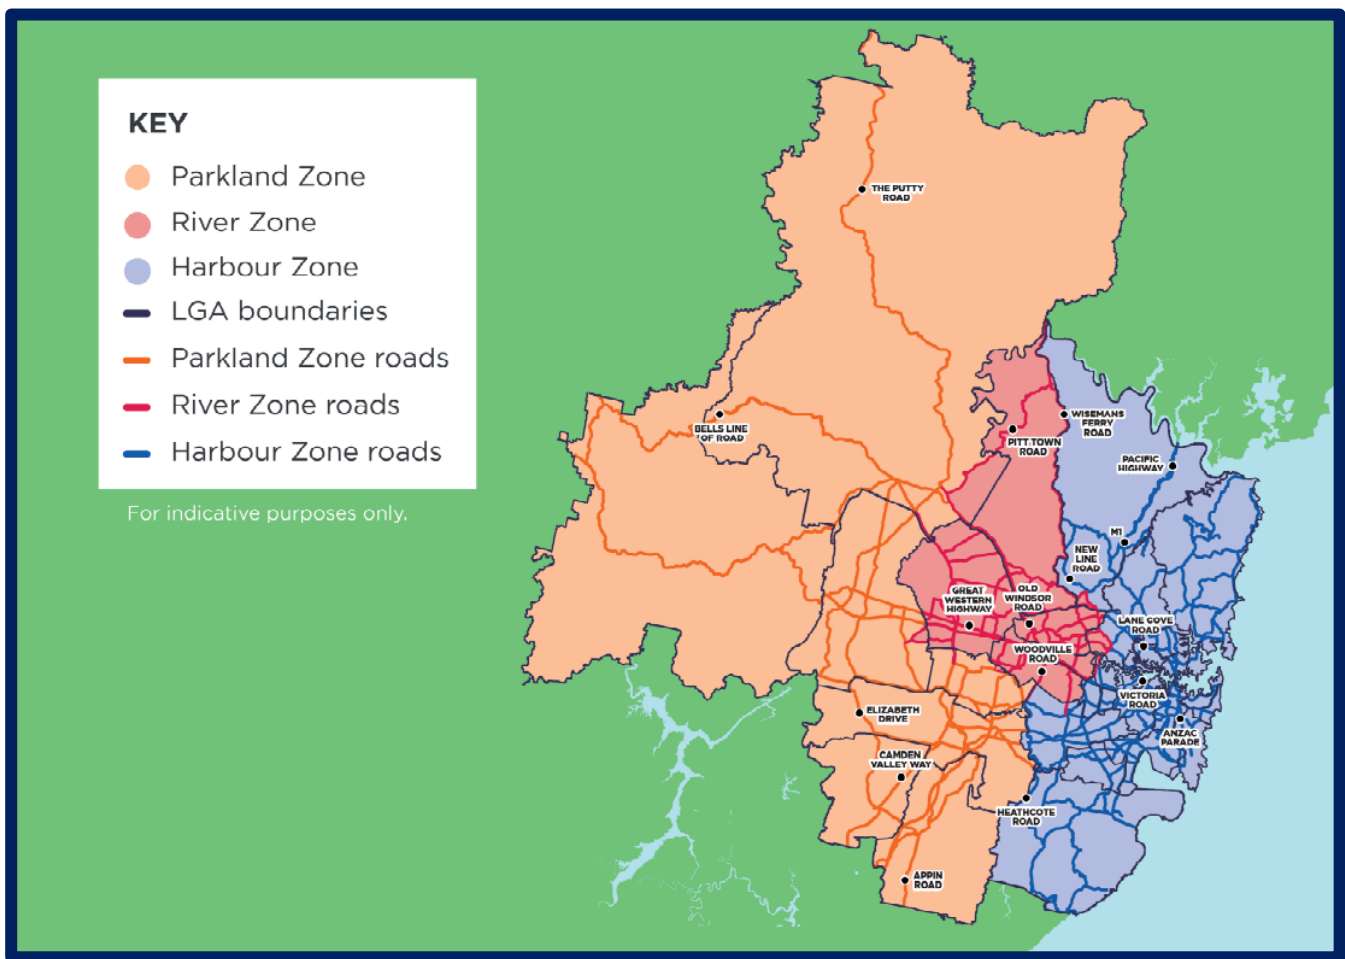 KEY
Parkland Zone
River Zone
Harbour Zone
LGA boundaries
Parkland Zone roads
River Zone roads
Harbour Zone roads
For indicative purposes only.
THE PUTTY
ROAD
BELLS LINE
OF ROAD
WISEMANS
FERRY
ROAD
PITT TOWN
ROAD
PACIFIC
HIGHWAY
M1
NEW
LINE
ROAD
GREAT
WESTERN
HIGHWAY
OLD
WINDSOR
ROAD
LANE COVE
ROAD
WOODVILLE
ROAD
VICTORIA
ROAD
ANZAC
PARADE
ELIZABETH
DRIVE
CAMDEN
VALLEY WAY
HEATHCOTE
ROAD
APPIN
ROAD